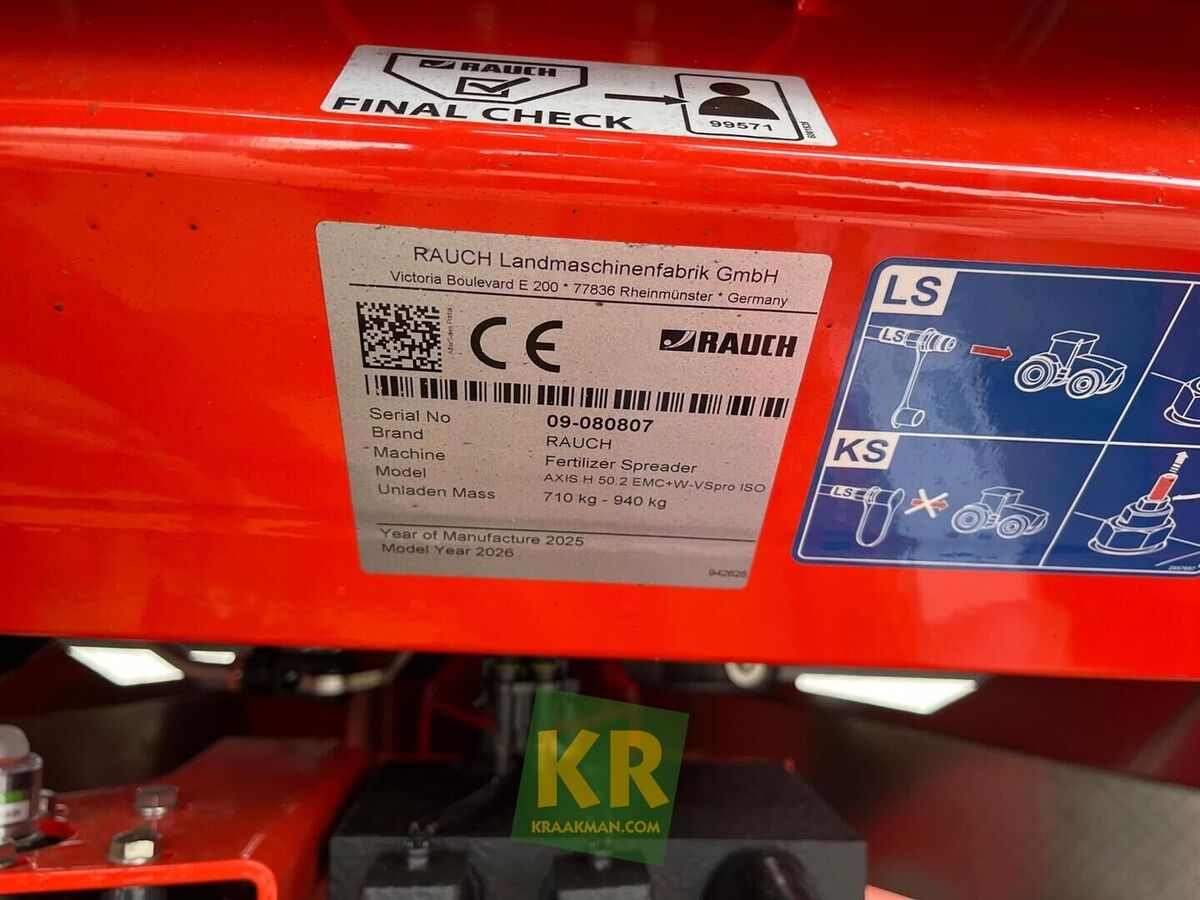 RAUCH
FINAL CHECK
99571
RAUCH Landmaschinenfabrik GmbH
Victoria Boulevard E 200 * 77836 Rheinmünster * Germany
AfterSales Portal
CE
RAUCH
Serial No 09-080807
Brand RAUCH
Machine Fertilizer Spreader
Model AXIS H 50.2 EMC+W-VSpro ISO
Unladen Mass 710 kg - 940 kg
Year of Manufacture 2025
Model Year 2026
942625
LS
LS
KS
LS
KR
KRAAKMAN.COM